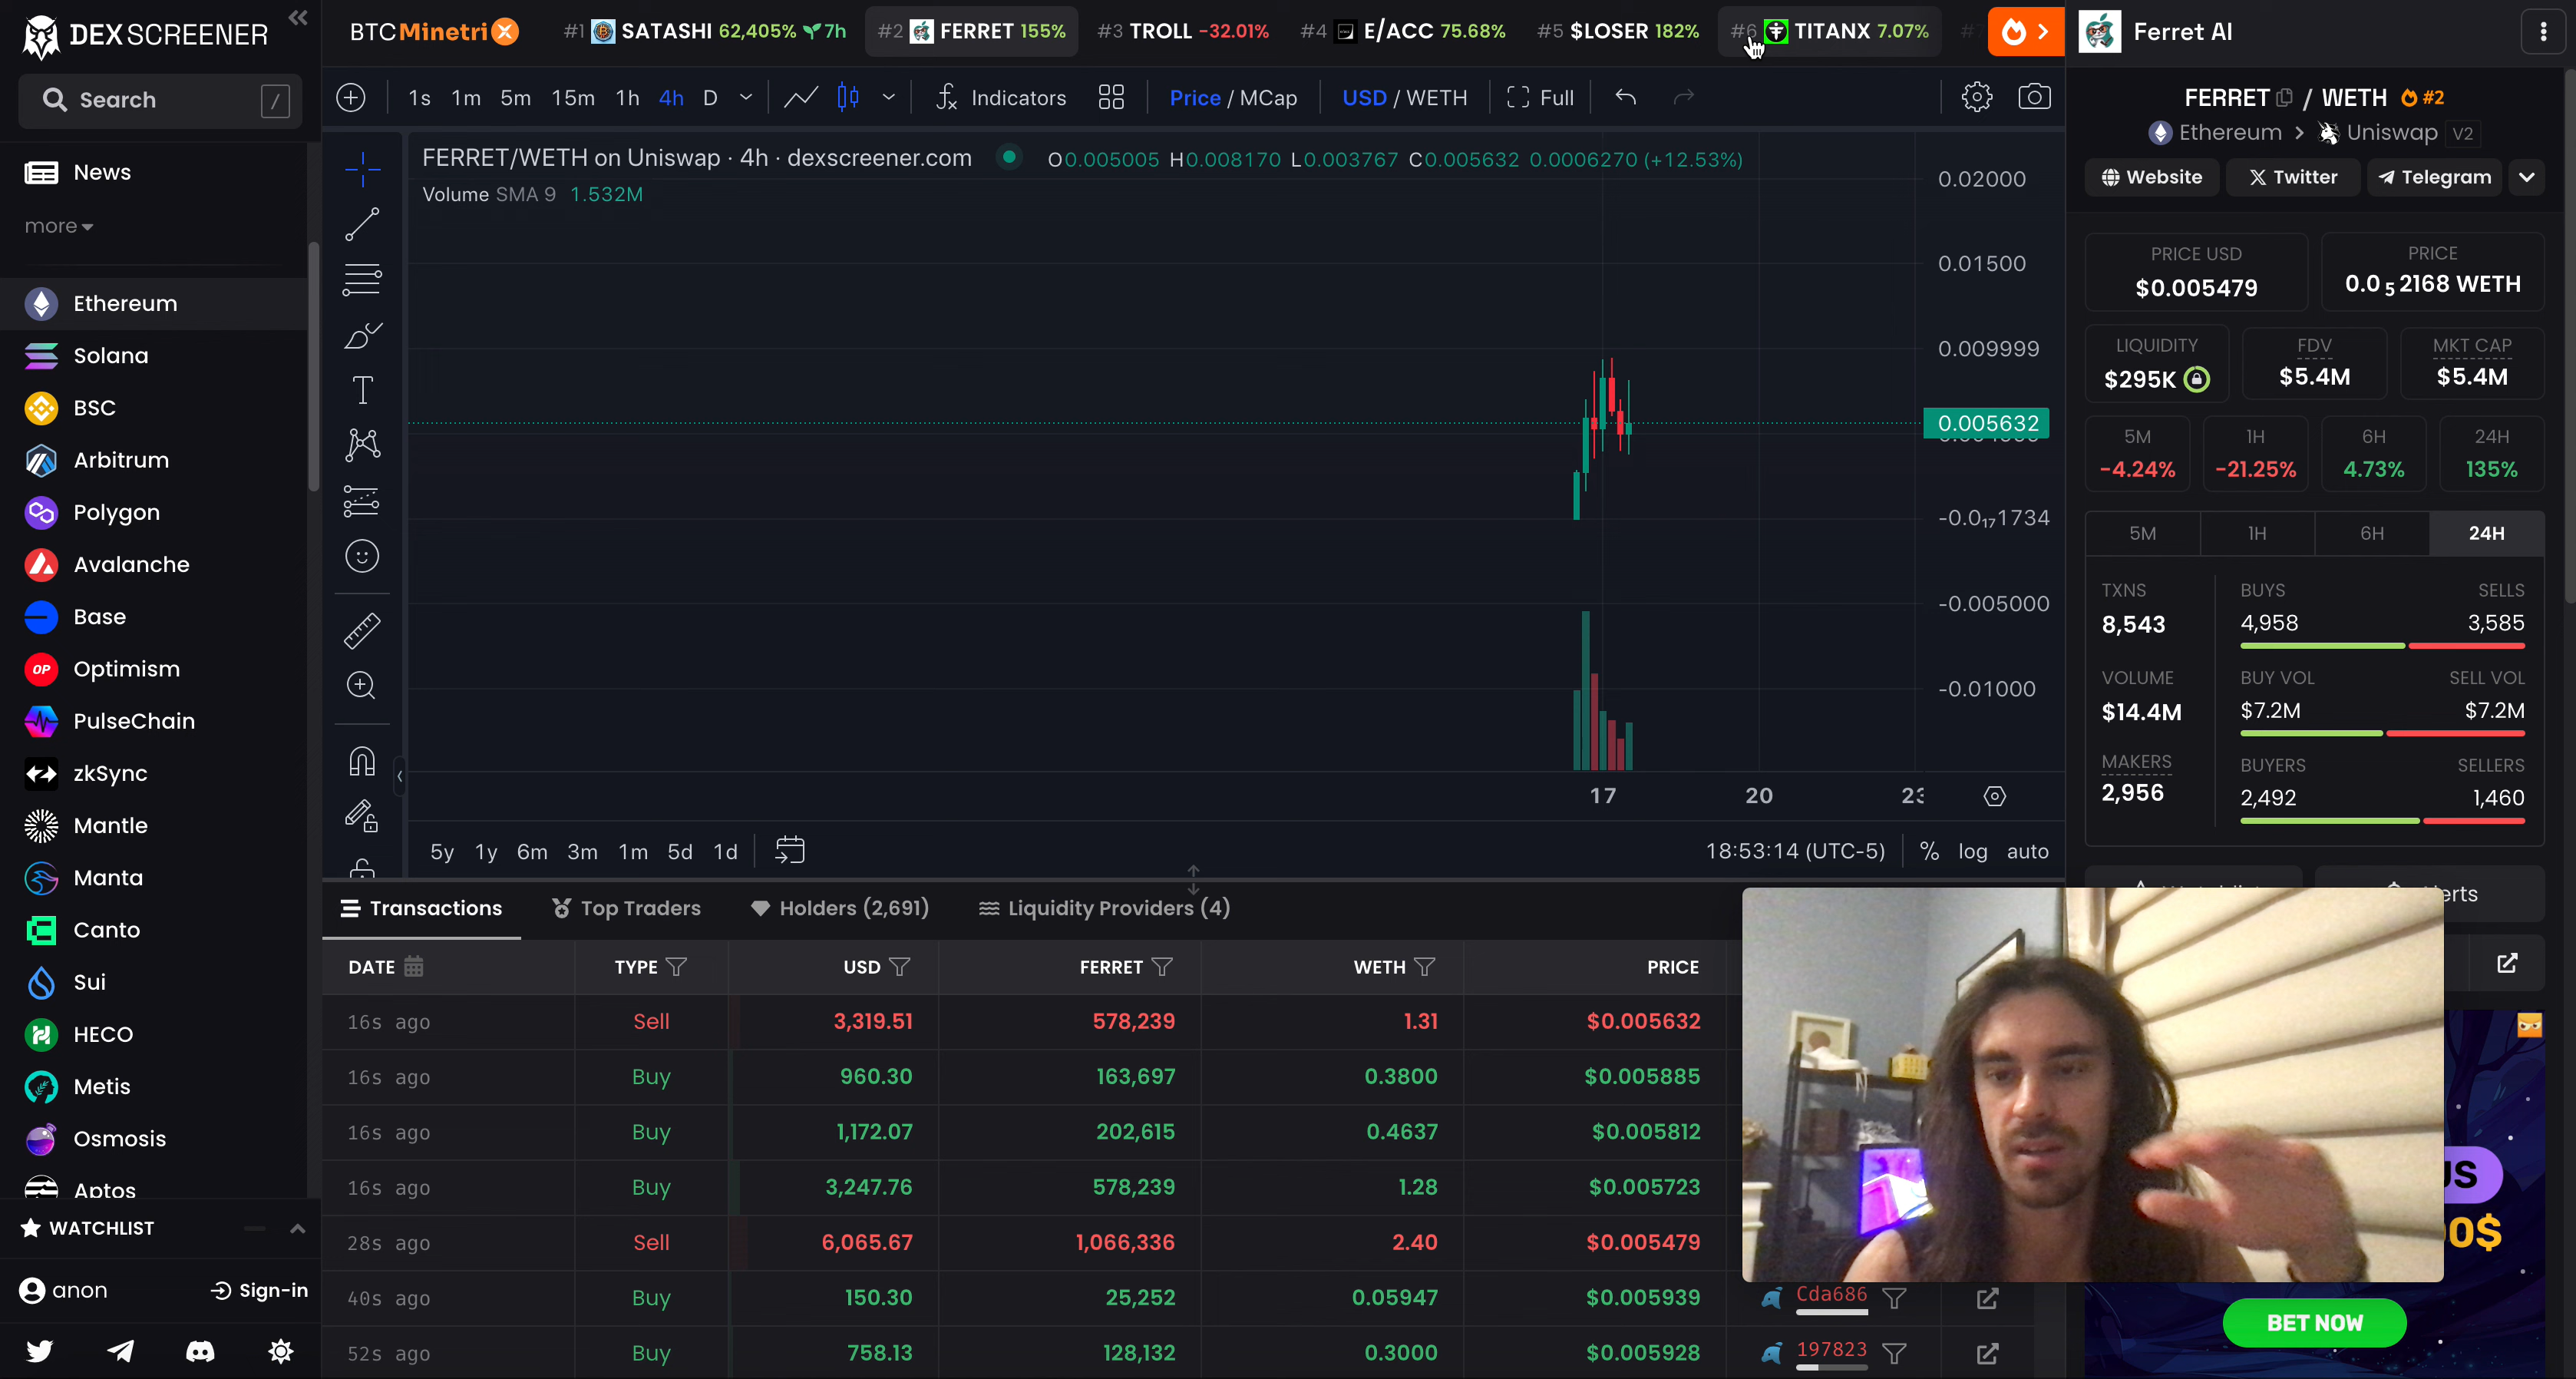 DEX SCREENER
Search /
News
more
Ethereum
Solana
BSC
Arbitrum
Polygon
Avalanche
Base
OP Optimism
PulseChain
zkSync
Mantle
Manta
Canto
Sui
HECO
Metis
Osmosis
Aptos
WATCHLIST
anon Sign-in
BTC Minetrix
#1 SATASHI 62,405% 7h
#2 FERRET 155%
#3 TROLL -32.01%
#4 E/ACC 75.68%
#5 $LOSER 182%
#6 TITANX 7.07%
1s 1m 5m 15m 1h 4h D Indicators Price / MCap USD / WETH Full
FERRET/WETH on Uniswap · 4h · dexscreener.com O0.005005 H0.008170 L0.003767 C0.005632 0.0006270 (+12.53%)
Volume SMA 9 1.532M
0.02000
0.01500
0.009999
0.005632
-0.0₁₇1734
-0.005000
-0.01000
17 20 23
5y 1y 6m 3m 1m 5d 1d 18:53:14 (UTC-5) % log auto
Transactions Top Traders Holders (2,691) Liquidity Providers (4)
DATE TYPE USD FERRET WETH PRICE
16s ago Sell 3,319.51 578,239 1.31 $0.005632
16s ago Buy 960.30 163,697 0.3800 $0.005885
16s ago Buy 1,172.07 202,615 0.4637 $0.005812
16s ago Buy 3,247.76 578,239 1.28 $0.005723
28s ago Sell 6,065.67 1,066,336 2.40 $0.005479
40s ago Buy 150.30 25,252 0.05947 $0.005939 Cda686
52s ago Buy 758.13 128,132 0.3000 $0.005928 197823
Ferret AI
FERRET / WETH #2
Ethereum > Uniswap V2
Website Twitter Telegram
PRICE USD PRICE
$0.005479 0.0₅2168 WETH
LIQUIDITY FDV MKT CAP
$295K $5.4M $5.4M
5M 1H 6H 24H
-4.24% -21.25% 4.73% 135%
5M 1H 6H 24H
TXNS BUYS SELLS
8,543 4,958 3,585
VOLUME BUY VOL SELL VOL
$14.4M $7.2M $7.2M
MAKERS BUYERS SELLERS
2,956 2,492 1,460
BET NOW